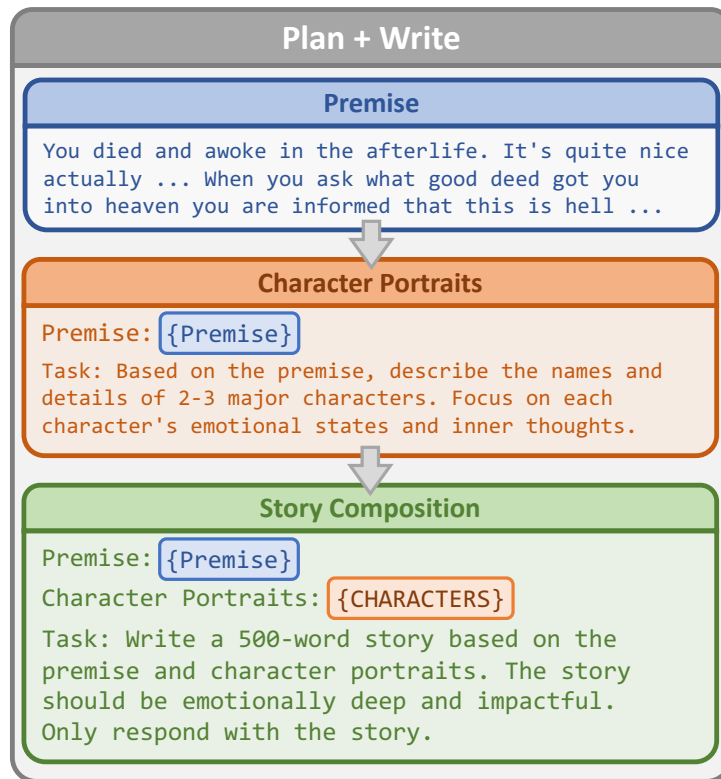 Plan + Write
Premise
You died and awoke in the afterlife. It's quite nice
actually ... When you ask what good deed got you
into heaven you are informed that this is hell ...
Character Portraits
Premise: {Premise}
Task: Based on the premise, describe the names and
details of 2-3 major characters. Focus on each
character's emotional states and inner thoughts.
Story Composition
Premise: {Premise}
Character Portraits: {CHARACTERS}
Task: Write a 500-word story based on the
premise and character portraits. The story
should be emotionally deep and impactful.
Only respond with the story.